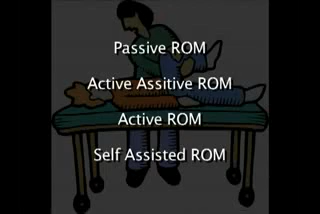 Passive ROM
Active Assitive ROM
Active ROM
Self Assisted ROM